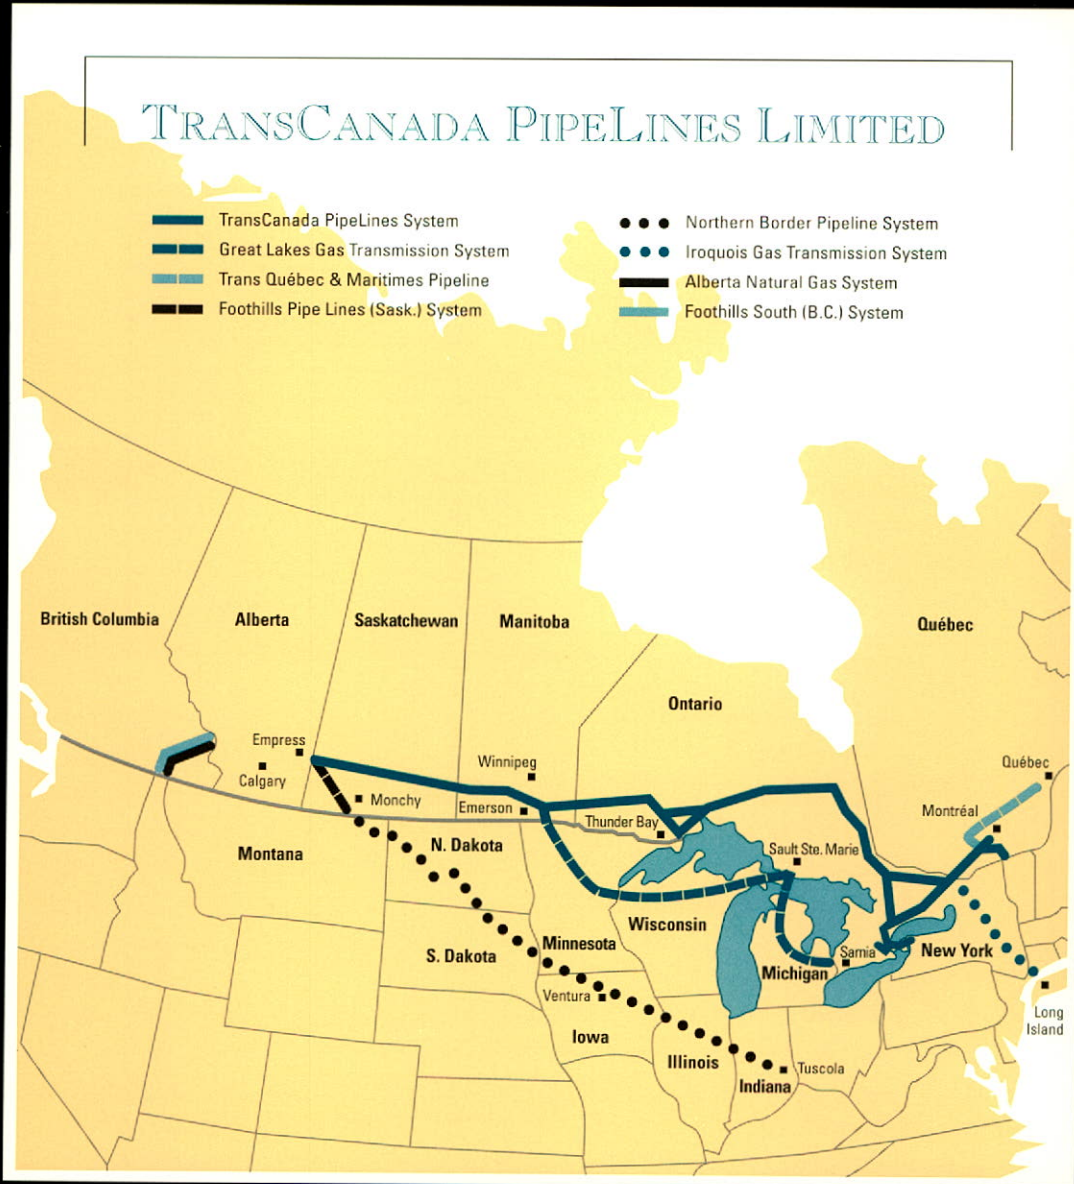 TransCanada PipeLines Limited
TransCanada PipeLines System
Great Lakes Gas Transmission System
Trans Québec & Maritimes Pipeline
Foothills Pipe Lines (Sask.) System
Northern Border Pipeline System
Iroquois Gas Transmission System
Alberta Natural Gas System
Foothills South (B.C.) System
British Columbia
Alberta
Saskatchewan
Manitoba
Québec
Ontario
Empress
Calgary
Monchy
Winnipeg
Emerson
Thunder Bay
Sault Ste. Marie
Québec
Montréal
Montana
N. Dakota
Wisconsin
S. Dakota
Minnesota
Michigan
Sarnia
New York
Ventura
Long
Island
Iowa
Illinois
Tuscola
Indiana